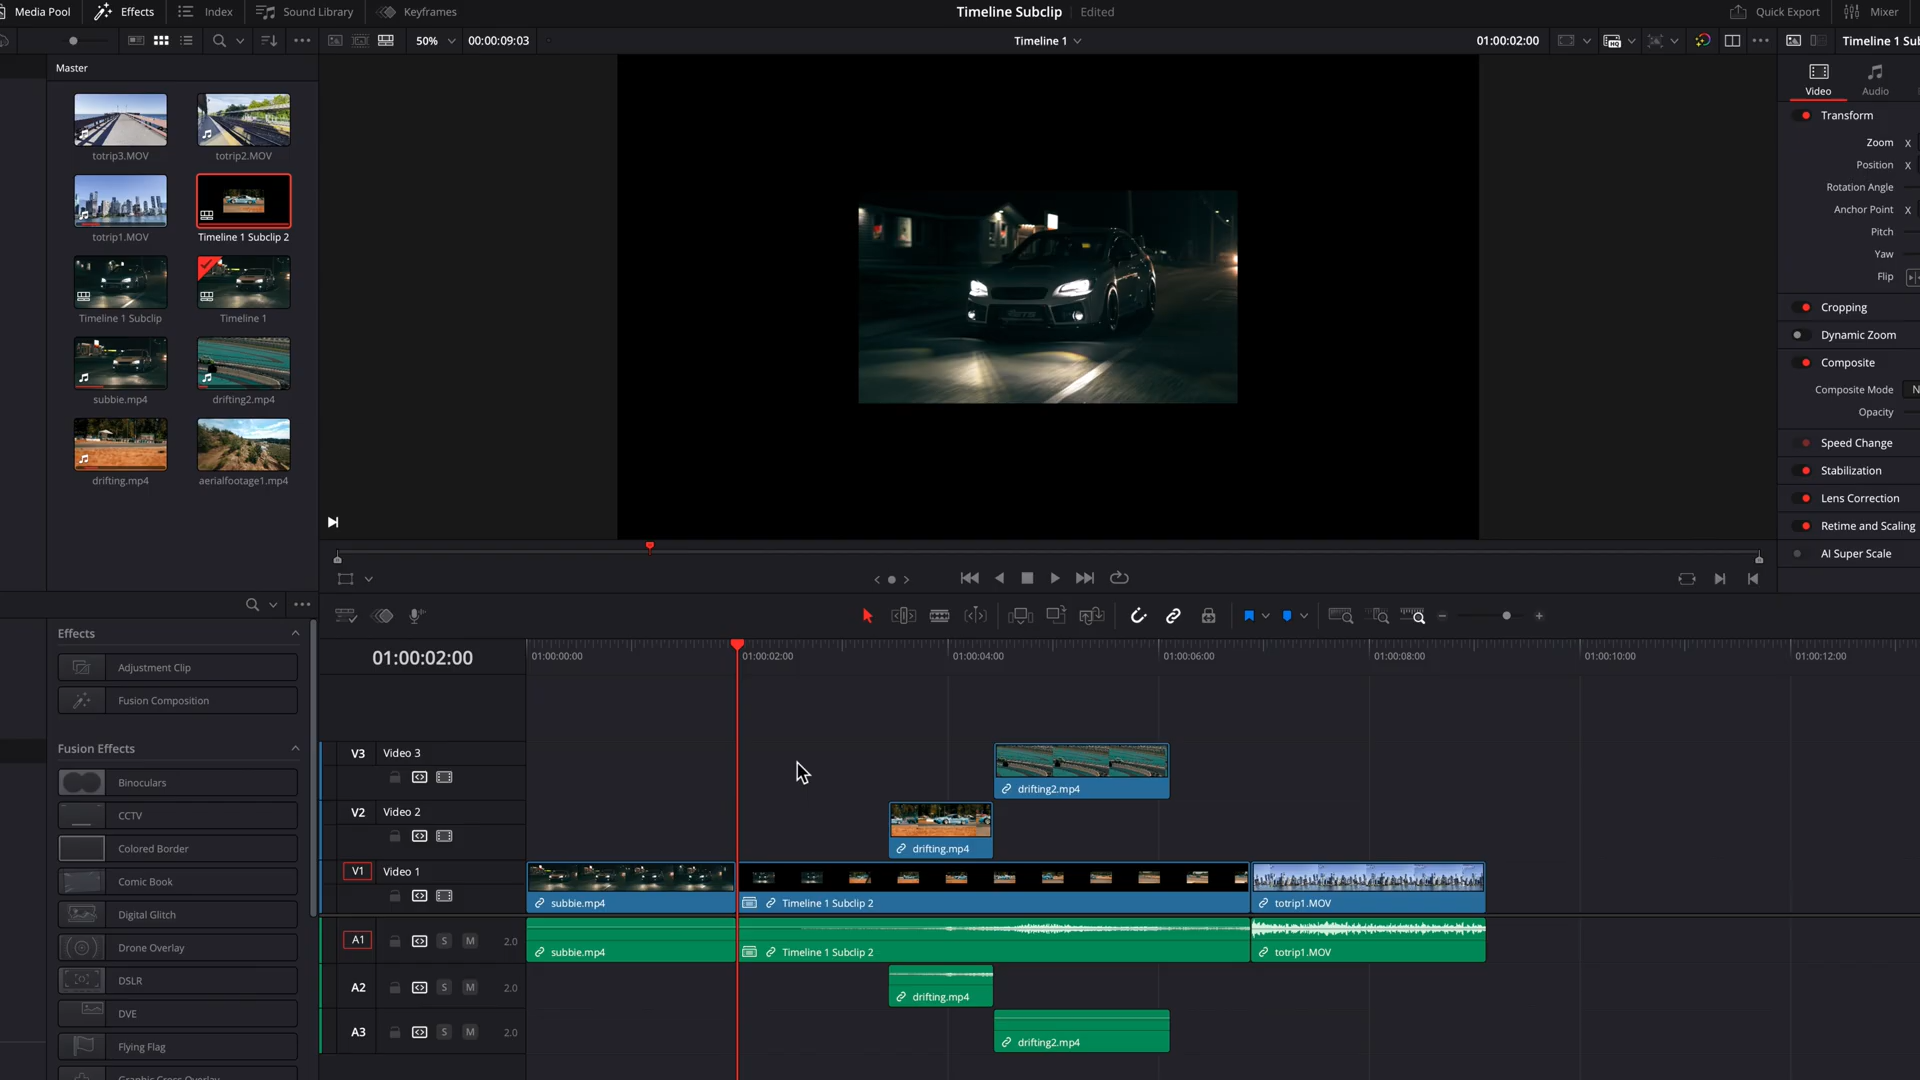 Media Pool
Effects
Index
Sound Library
Keyframes
Timeline Subclip
Edited
Quick Export
Mixer
50%
00:00:09:03
Timeline 1
01:00:02:00
HQ
Master
totrip3.MOV
totrip2.MOV
totrip1.MOV
Timeline 1 Subclip 2
Timeline 1 Subclip
Timeline 1
subbie.mp4
drifting2.mp4
drifting.mp4
aerialfootage1.mp4
Video
Audio
Transform
Zoom X
Position X
Rotation Angle
Anchor Point X
Pitch
Yaw
Flip
Cropping
Dynamic Zoom
Composite
Composite Mode N
Opacity
Speed Change
Stabilization
Lens Correction
Retime and Scaling
AI Super Scale
Effects
Adjustment Clip
Fusion Composition
Fusion Effects
Binoculars
CCTV
Colored Border
Comic Book
Digital Glitch
Drone Overlay
DSLR
DVE
Flying Flag
01:00:02:00
01:00:00:00
01:00:02:00
01:00:04:00
01:00:06:00
01:00:08:00
01:00:10:00
01:00:12:00
V3 Video 3
drifting2.mp4
V2 Video 2
drifting.mp4
V1 Video 1
subbie.mp4
Timeline 1 Subclip 2
totrip1.MOV
A1 S M 2.0
subbie.mp4
Timeline 1 Subclip 2
totrip1.MOV
A2 S M 2.0
drifting.mp4
A3 S M 2.0
drifting2.mp4